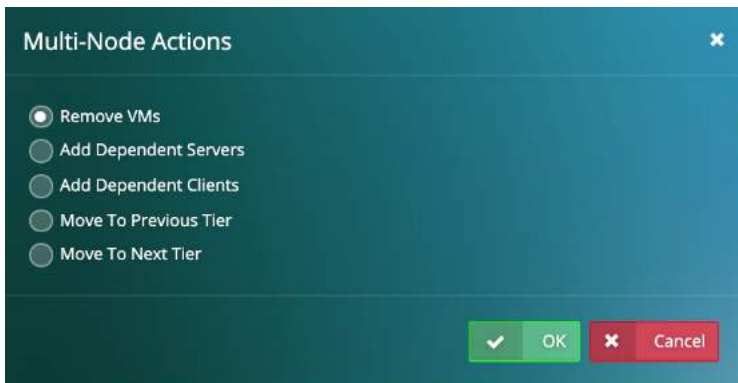 Multi-Node Actions
Remove VMs
Add Dependent Servers
Add Dependent Clients
Move To Previous Tier
Move To Next Tier
OK Cancel